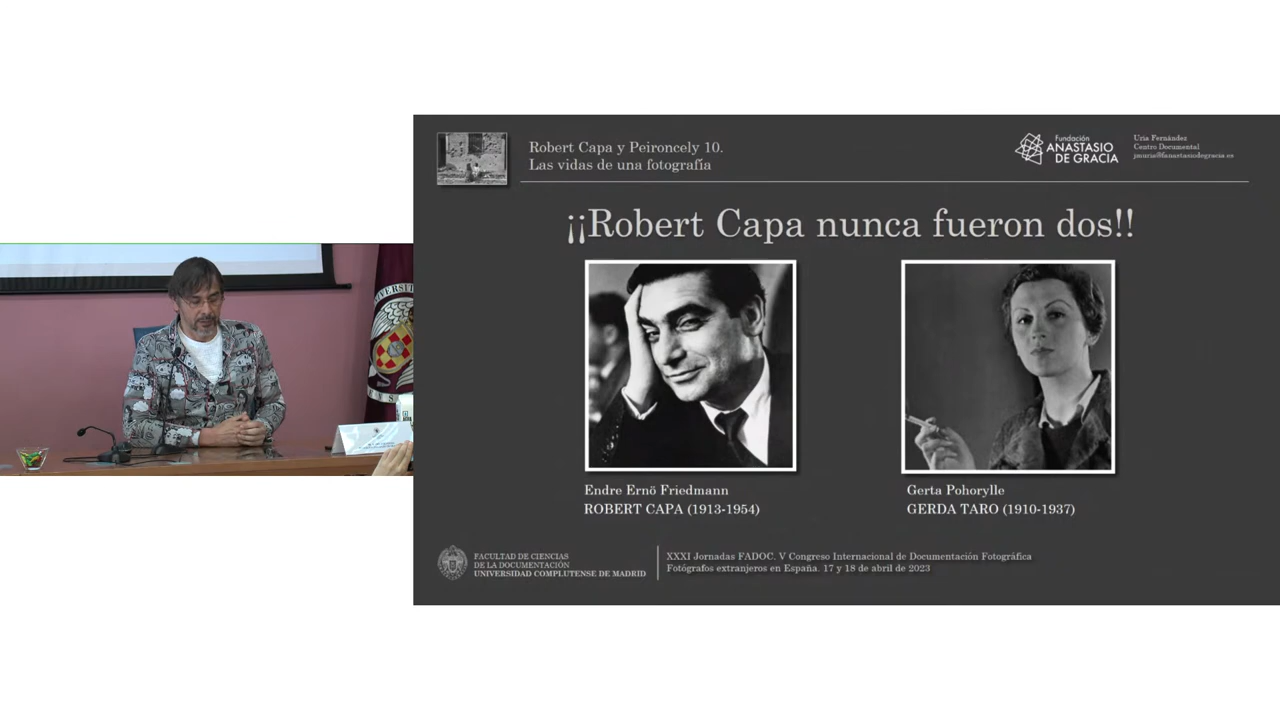 Robert Capa y Peironcely 10.
Las vidas de una fotografía
Fundación
ANASTASIO
DE GRACIA
Uría Fernández
Centro Documental
jmuria@fanastasiodegracia.es
¡¡Robert Capa nunca fueron dos!!
Endre Ernö Friedmann
ROBERT CAPA (1913-1954)
Gerta Pohorylle
GERDA TARO (1910-1937)
FACULTAD DE CIENCIAS
DE LA DOCUMENTACIÓN
UNIVERSIDAD COMPLUTENSE DE MADRID
XXXI Jornadas FADOC. V Congreso Internacional de Documentación Fotográfica
Fotógrafos extranjeros en España. 17 y 18 de abril de 2023